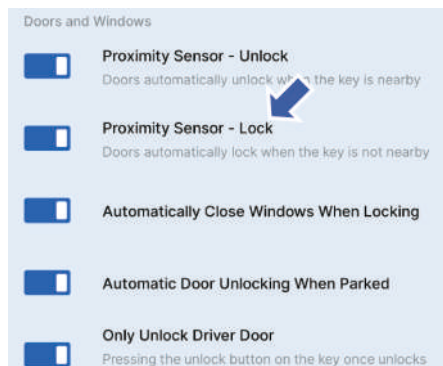 Doors and Windows
Proximity Sensor - Unlock
Doors automatically unlock when the key is nearby
Proximity Sensor - Lock
Doors automatically lock when the key is not nearby
Automatically Close Windows When Locking
Automatic Door Unlocking When Parked
Only Unlock Driver Door
Pressing the unlock button on the key once unlocks